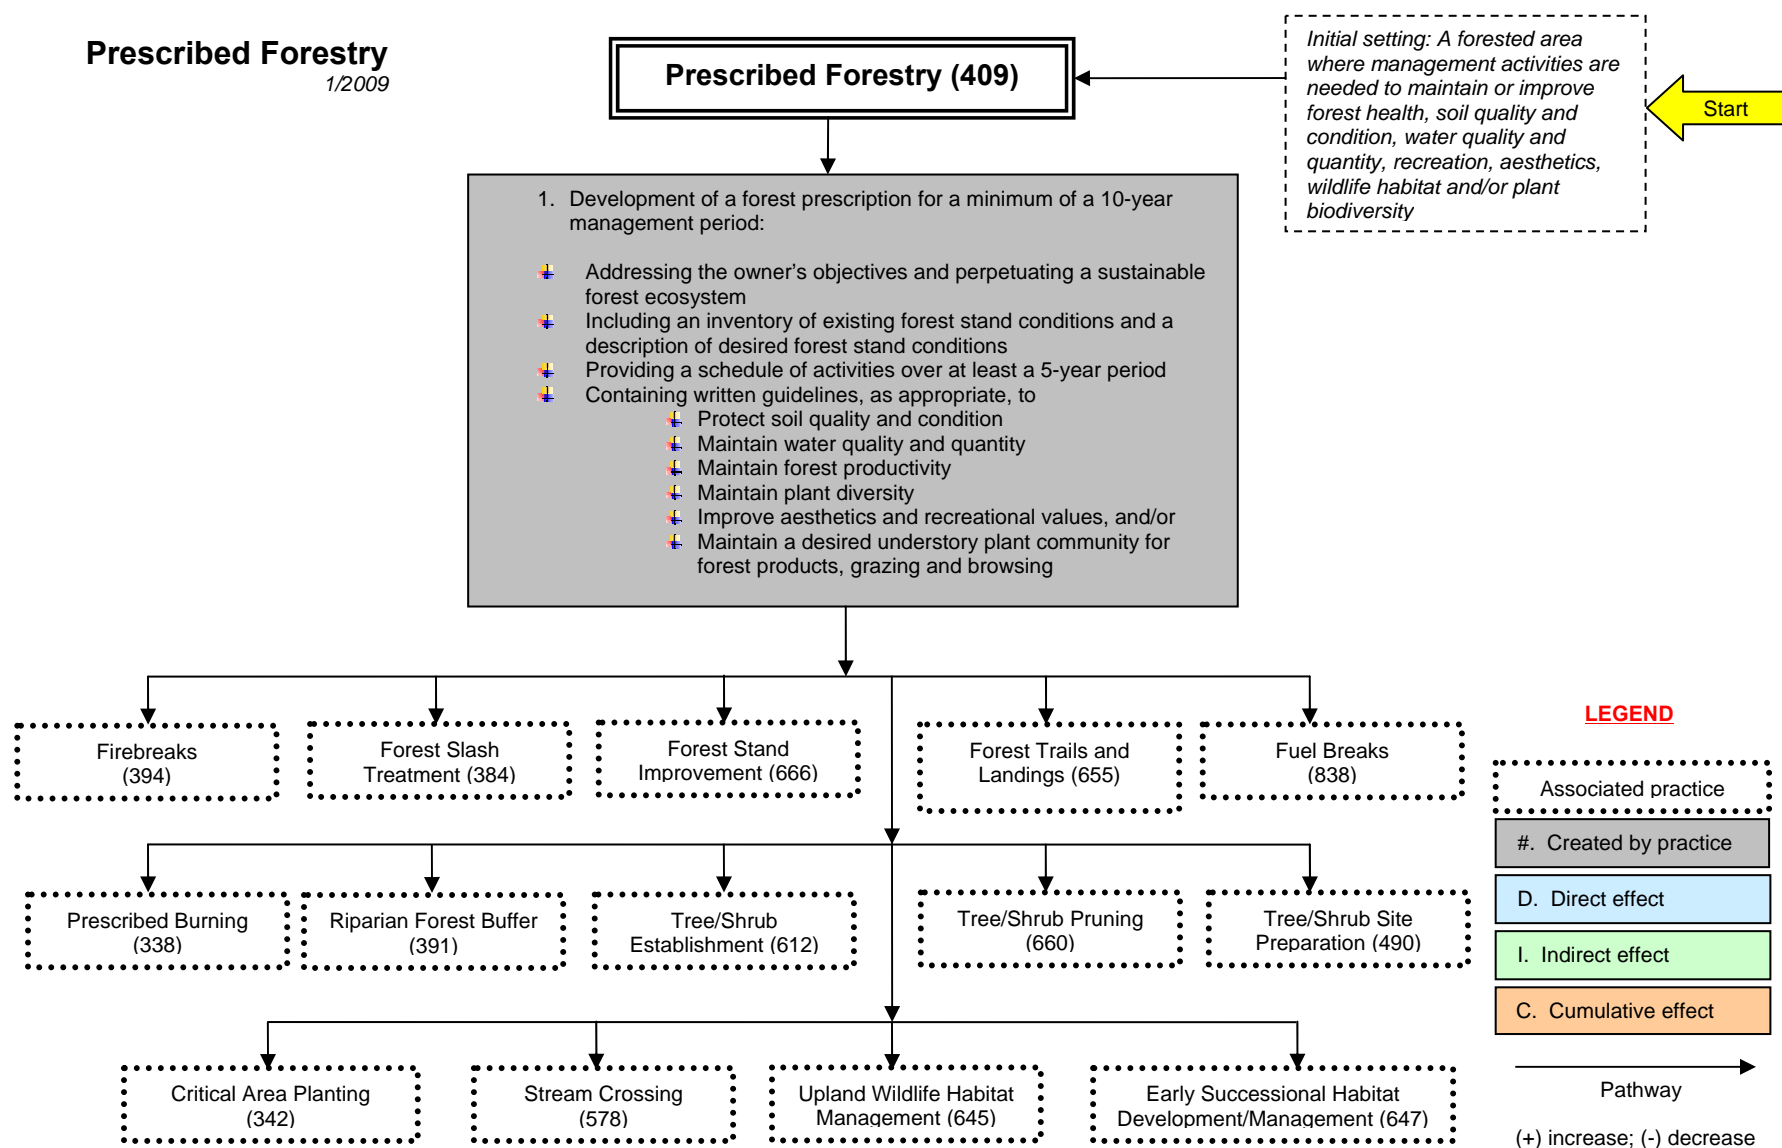 Prescribed Forestry
1/2009
Prescribed Forestry (409)
Initial setting: A forested area
where management activities are
needed to maintain or improve
forest health, soil quality and
condition, water quality and
quantity, recreation, aesthetics,
wildlife habitat and/or plant
biodiversity
Start
1. Development of a forest prescription for a minimum of a 10-year
management period:
Addressing the owner's objectives and perpetuating a sustainable
forest ecosystem
Including an inventory of existing forest stand conditions and a
description of desired forest stand conditions
Providing a schedule of activities over at least a 5-year period
Containing written guidelines, as appropriate, to
Protect soil quality and condition
Maintain water quality and quantity
Maintain forest productivity
Maintain plant diversity
Improve aesthetics and recreational values, and/or
Maintain a desired understory plant community for
forest products, grazing and browsing
Firebreaks
(394)
Forest Slash
Treatment (384)
Forest Stand
Improvement (666)
Forest Trails and
Landings (655)
Fuel Breaks
(838)
Prescribed Burning
(338)
Riparian Forest Buffer
(391)
Tree/Shrub
Establishment (612)
Tree/Shrub Pruning
(660)
Tree/Shrub Site
Preparation (490)
Critical Area Planting
(342)
Stream Crossing
(578)
Upland Wildlife Habitat
Management (645)
Early Successional Habitat
Development/Management (647)
LEGEND
Associated practice
#. Created by practice
D. Direct effect
I. Indirect effect
C. Cumulative effect
Pathway
(+) increase; (-) decrease